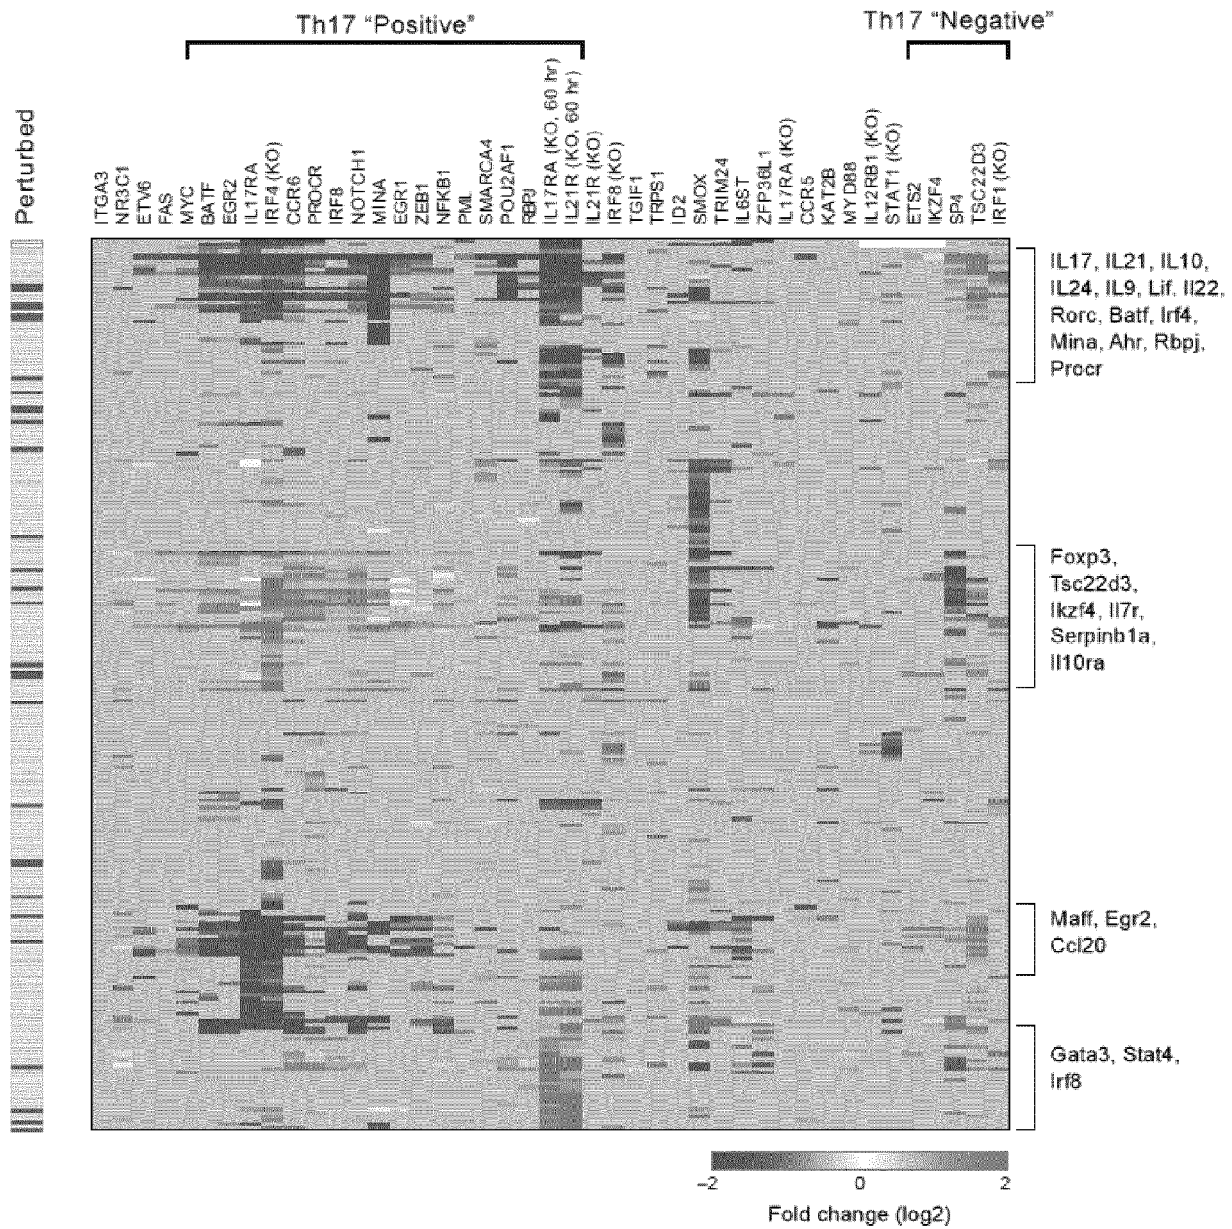 Th17 "Positive"
Th17 "Negative"
Perturbed
ITGA3
NR3C1
ETV6
FAS
MYC
BATF
EGR2
IL17RA
IRF4 (KO)
CCR6
PROCR
IRF8
NOTCH1
MINA
EGR1
ZEB1
NFKB1
PML
SMARCA4
POU2AF1
RBPJ
IL17RA (KO, 60 hr)
IL21R (KO, 60 hr)
IL21R (KO)
IRF8 (KO)
TGIF1
TRPS1
ID2
SMOX
TRIM24
IL6ST
ZFP36L1
IL17RA (KO)
CCR5
KAT2B
MYD88
IL12RB1 (KO)
STAT1 (KO)
ETS2
IKZF4
SP4
TSC22D3
IRF1 (KO)
IL17, IL21, IL10,
IL24, IL9, Lif, Il22,
Rorc, Batf, Irf4,
Mina, Ahr, Rbpj,
Procr
Foxp3,
Tsc22d3,
Ikzf4, Il7r,
Serpinb1a,
Il10ra
Maff, Egr2,
Ccl20
Gata3, Stat4,
Irf8
−2 0 2
Fold change (log2)